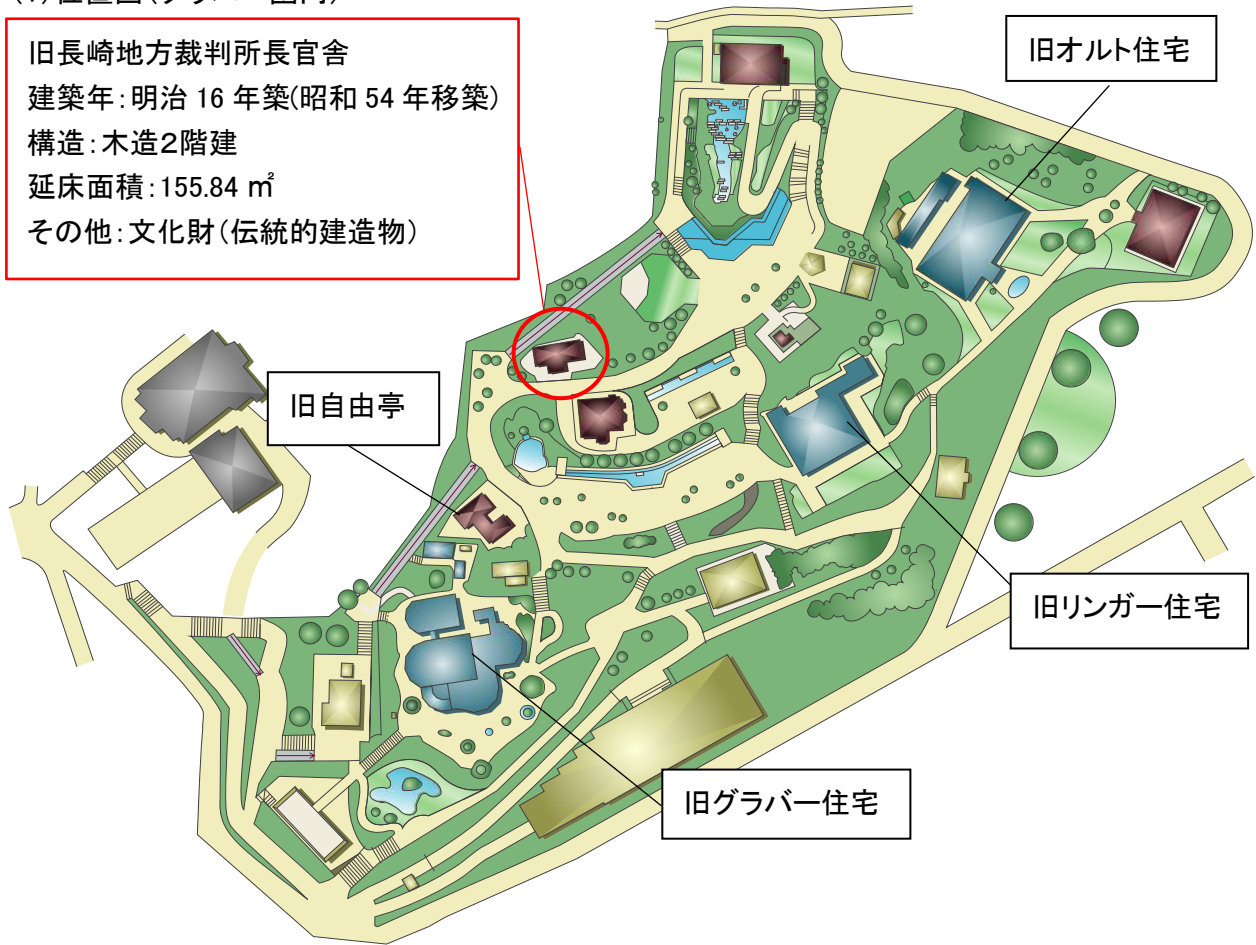 旧長崎地方裁判所長官舎
建築年:明治 16 年築(昭和 54 年移築)
構造:木造2階建
延床面積:155.84 ㎡
その他:文化財(伝統的建造物)
旧オルト住宅
旧自由亭
旧リンガー住宅
旧グラバー住宅